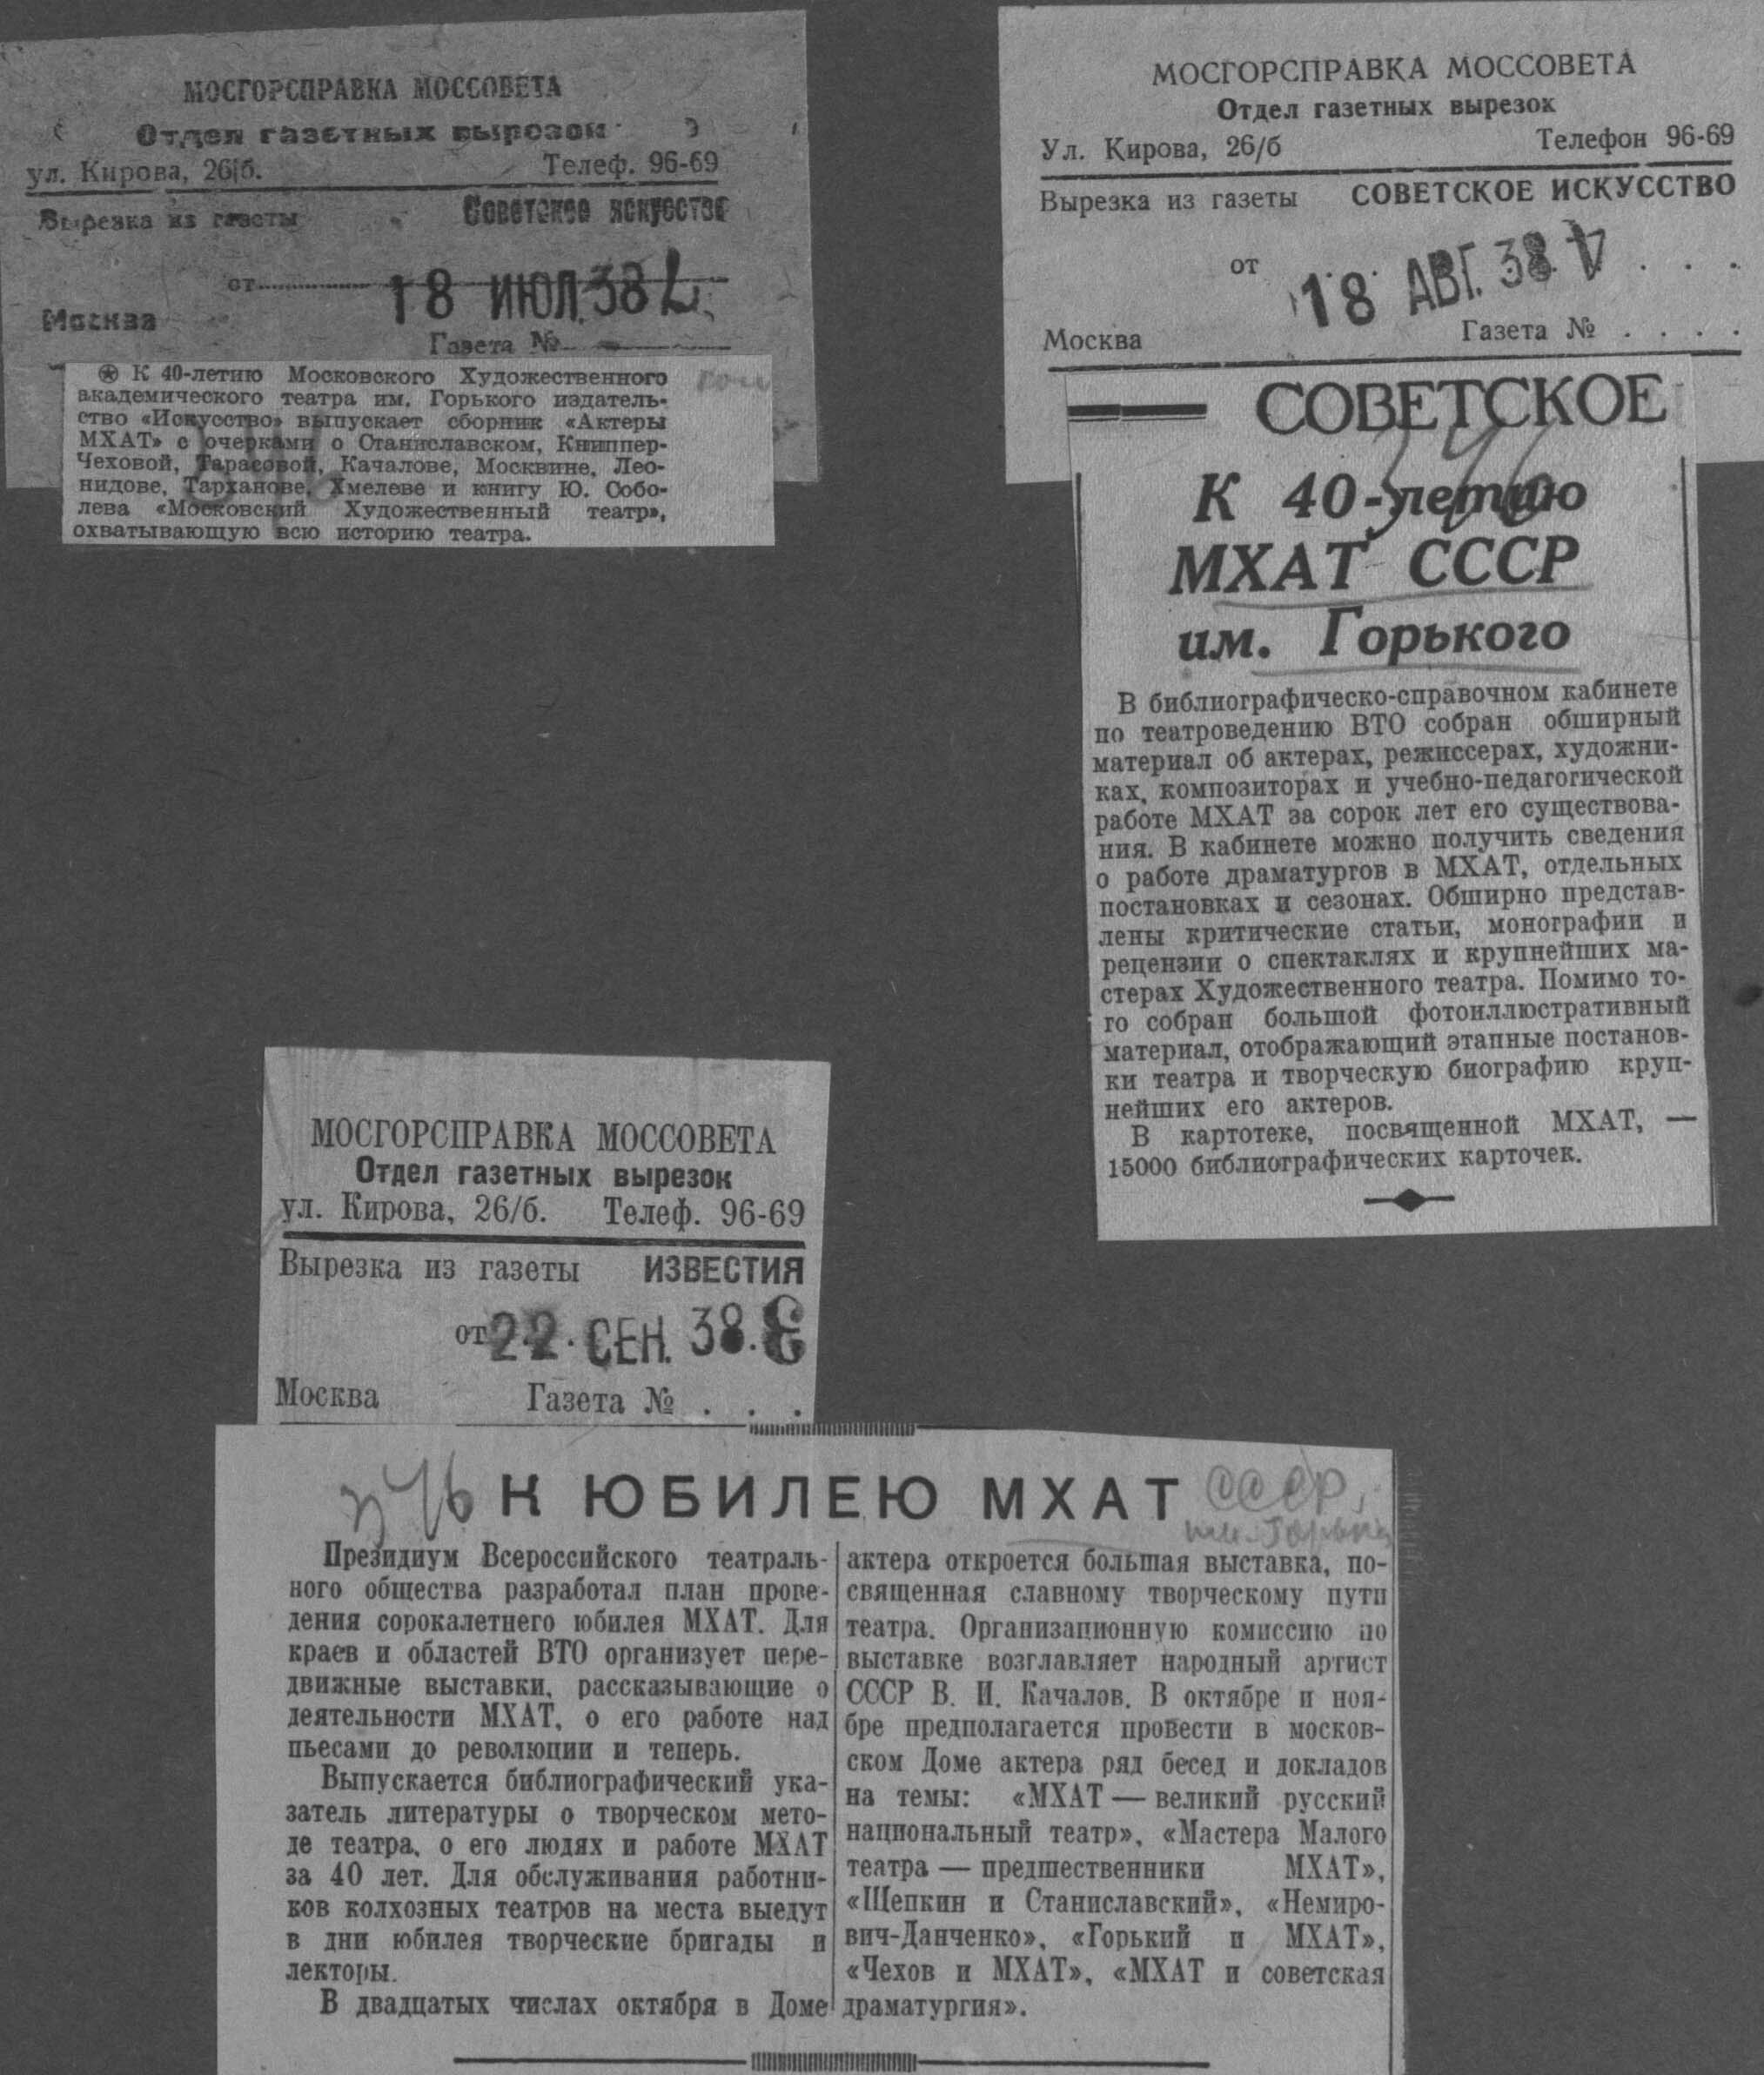 МОСГОРСПРАВКА МОССОВЕТА
Отдел газетных вырезок
ул. Кирова, 26/б. Телеф. 96-69
Вырезка из газеты Советское искусство
от 18 ИЮЛ. 38
Москва
Газета №
К 40-летию Московского Художественного
академического театра им. Горького издатель-
ство «Искусство» выпускает сборник «Актеры
МХАТ» с очерками о Станиславском, Книппер-
Чеховой, Тарасовой, Качалове, Москвине, Лео-
нидове, Тарханове, Хмелеве и книгу Ю. Собо-
лева «Московский Художественный театр»,
охватывающую всю историю театра.
МОСГОРСПРАВКА МОССОВЕТА
Отдел газетных вырезок
Ул. Кирова, 26/б Телефон 96-69
Вырезка из газеты СОВЕТСКОЕ ИСКУССТВО
от 18 АВГ. 38
Москва Газета № . . . .
СОВЕТСКОЕ
К 40-летию
МХАТ СССР
им. Горького
В библиографическо-справочном кабинете
по театроведению ВТО собран обширный
материал об актерах, режиссерах, художни-
ках, композиторах и учебно-педагогической
работе МХАТ за сорок лет его существова-
ния. В кабинете можно получить сведения
о работе драматургов в МХАТ, отдельных
постановках и сезонах. Обширно представ-
лены критические статьи, монографии и
рецензии о спектаклях и крупнейших ма-
стерах Художественного театра. Помимо то-
го собран большой фотоиллюстративный
материал, отображающий этапные постанов-
ки театра и творческую биографию круп-
нейших его актеров.
В картотеке, посвященной МХАТ, —
15000 библиографических карточек.
МОСГОРСПРАВКА МОССОВЕТА
Отдел газетных вырезок
ул. Кирова, 26/б. Телеф. 96-69
Вырезка из газеты ИЗВЕСТИЯ
от 22. СЕН. 38.
Москва Газета № . . .
К ЮБИЛЕЮ МХАТ СССР
им. Горьк
Президиум Всероссийского театраль-
ного общества разработал план прове-
дения сорокалетнего юбилея МХАТ. Для
краев и областей ВТО организует пере-
движные выставки, рассказывающие о
деятельности МХАТ, о его работе над
пьесами до революции и теперь.
Выпускается библиографический ука-
затель литературы о творческом мето-
де театра, о его людях и работе МХАТ
за 40 лет. Для обслуживания работни-
ков колхозных театров на места выедут
в дни юбилея творческие бригады и
лекторы.
В двадцатых числах октября в Доме
актера откроется большая выставка, по-
священная славному творческому пути
театра. Организационную комиссию по
выставке возглавляет народный артист
СССР В. И. Качалов. В октябре и ноя-
бре предполагается провести в москов-
ском Доме актера ряд бесед и докладов
на темы: «МХАТ — великий русский
национальный театр», «Мастера Малого
театра — предшественники МХАТ»,
«Щепкин и Станиславский», «Немиро-
вич-Данченко», «Горький и МХАТ»,
«Чехов и МХАТ», «МХАТ и советская
драматургия».